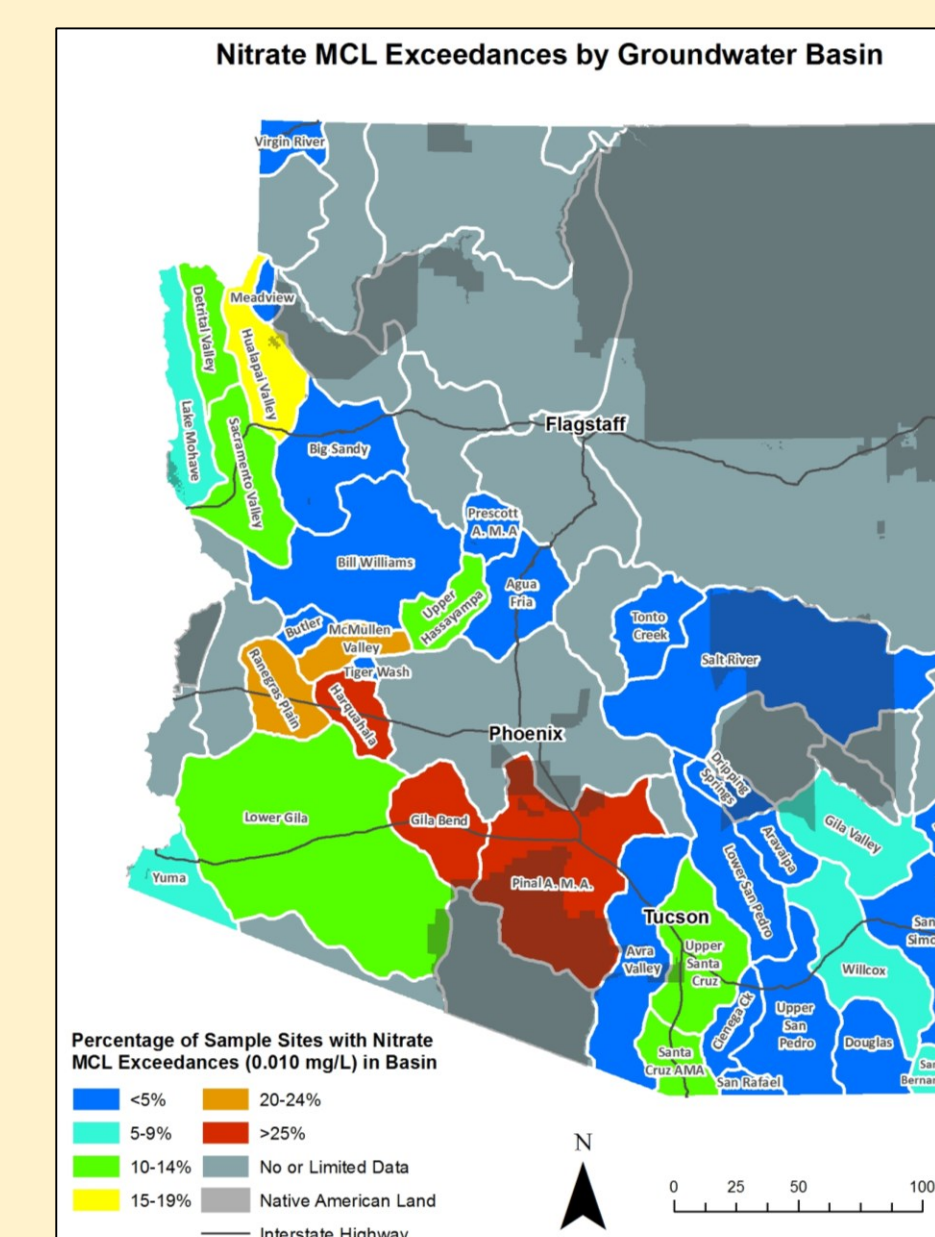 Nitrate MCL Exceedances by Groundwater Basin
Virgin River
Meadview
Detrital Valley
Hualapai Valley
Lake Mohave
Sacramento Valley
Flagstaff
Big Sandy
Prescott
A. M. A
Bill Williams
Agua
Fria
Upper
Hassayampa
Butler
McMullen
Valley
Tonto
Creek
Salt River
Ranegras Plain
Tiger Wash
Harquahala
Phoenix
Dripping
Springs
Lower Gila
Gila Bend
Gila Valley
Aravaipa
Yuma
Pinal A. M. A.
Lower San Pedro
Tucson
San
Simo
Avra
Valley
Upper
Santa
Cruz
Willcox
Cienega Ck
Upper
San
Pedro
Douglas
Santa
Cruz AMA
San Rafael
San
Bernar
Percentage of Sample Sites with Nitrate
MCL Exceedances (0.010 mg/L) in Basin
<5%
20-24%
5-9%
>25%
10-14%
No or Limited Data
15-19%
Native American Land
Interstate Highway
N
0 25 50 100